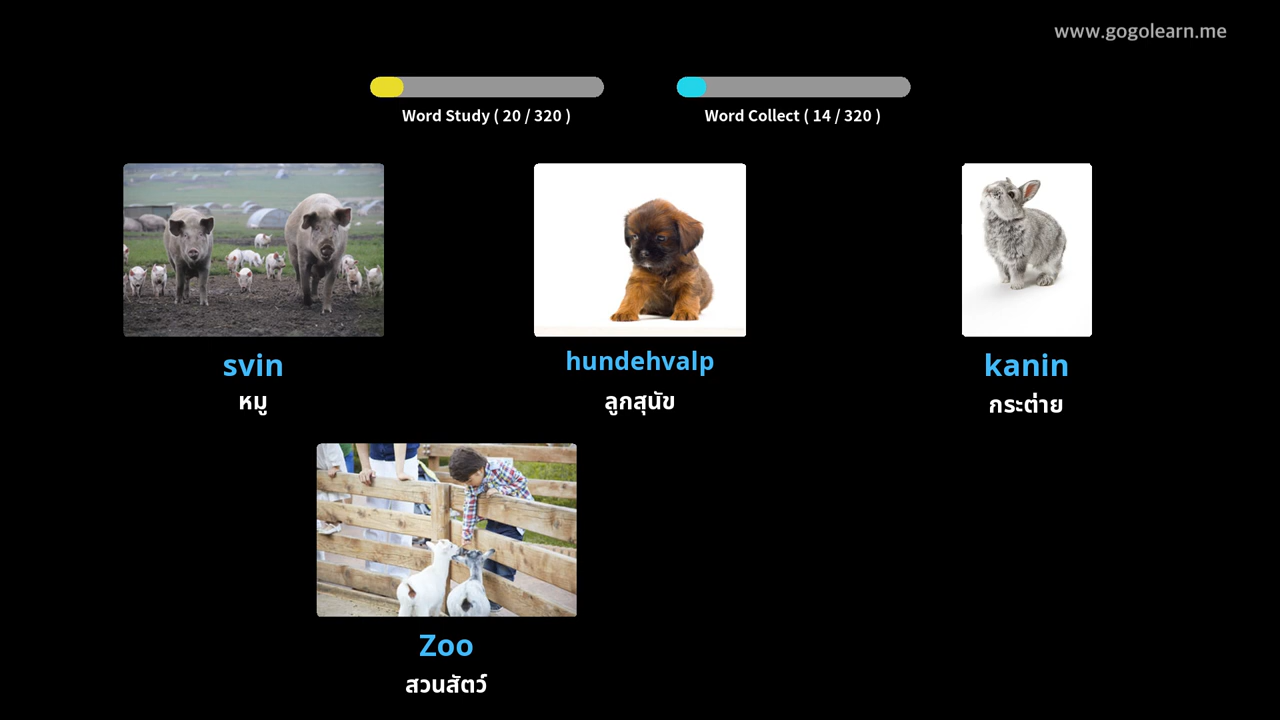 www.gogolearn.me
Word Study ( 20 / 320 )
Word Collect ( 14 / 320 )
svin
หมู
hundehvalp
ลูกสุนัข
kanin
กระต่าย
Zoo
สวนสัตว์